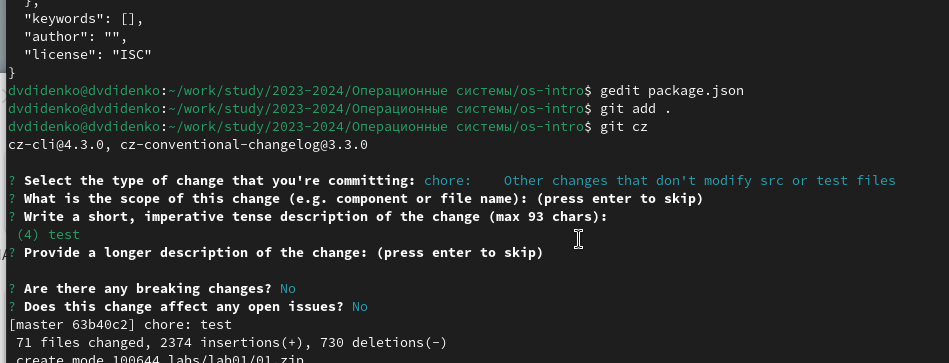 },
"keywords": [],
"author": "",
"license": "ISC"
}
dvdidenko@dvdidenko:~/work/study/2023-2024/Операционные системы/os-intro$ gedit package.json
dvdidenko@dvdidenko:~/work/study/2023-2024/Операционные системы/os-intro$ git add .
dvdidenko@dvdidenko:~/work/study/2023-2024/Операционные системы/os-intro$ git cz
cz-cli@4.3.0, cz-conventional-changelog@3.3.0
? Select the type of change that you're committing: chore:    Other changes that don't modify src or test files
? What is the scope of this change (e.g. component or file name): (press enter to skip)
? Write a short, imperative tense description of the change (max 93 chars):
(4) test
? Provide a longer description of the change: (press enter to skip)
? Are there any breaking changes? No
? Does this change affect any open issues? No
[master 63b40c2] chore: test
71 files changed, 2374 insertions(+), 730 deletions(-)
create mode 100644 labs/lab01/01.zip